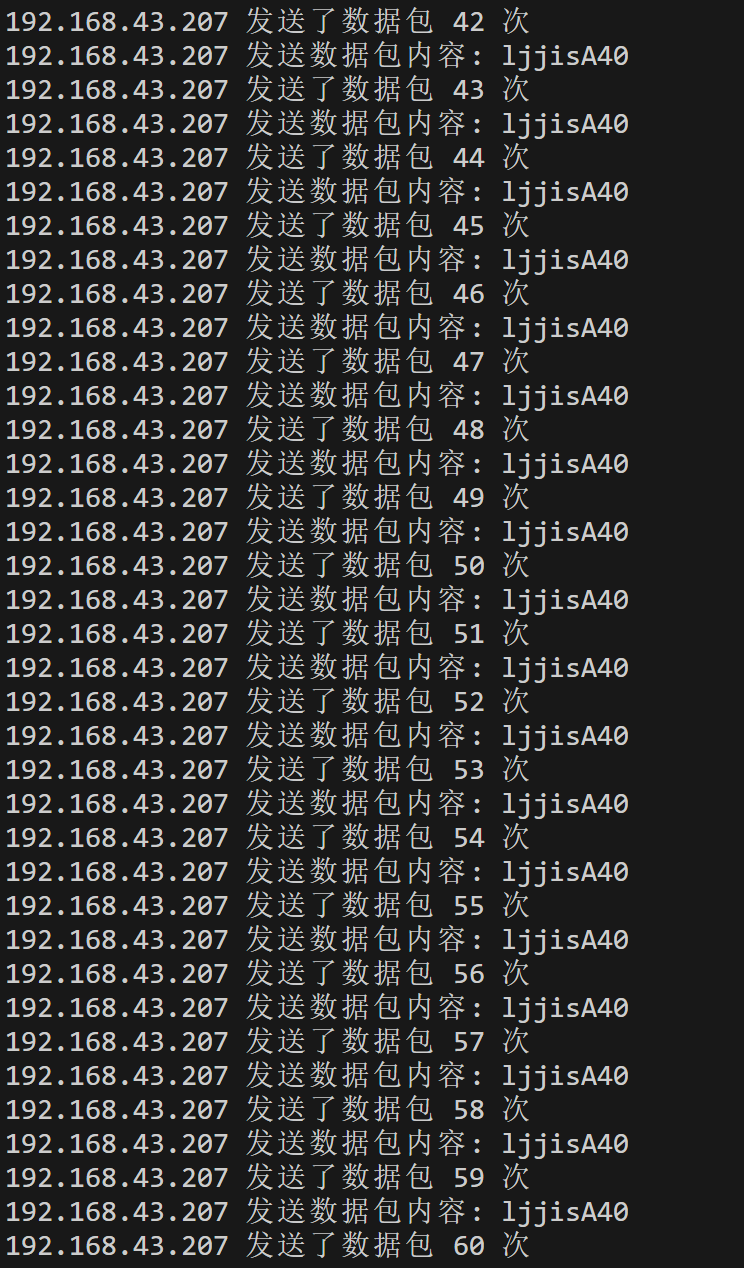 192.168.43.207 发送了数据包 42 次
192.168.43.207 发送数据包内容: ljjisA40
192.168.43.207 发送了数据包 43 次
192.168.43.207 发送数据包内容: ljjisA40
192.168.43.207 发送了数据包 44 次
192.168.43.207 发送数据包内容: ljjisA40
192.168.43.207 发送了数据包 45 次
192.168.43.207 发送数据包内容: ljjisA40
192.168.43.207 发送了数据包 46 次
192.168.43.207 发送数据包内容: ljjisA40
192.168.43.207 发送了数据包 47 次
192.168.43.207 发送数据包内容: ljjisA40
192.168.43.207 发送了数据包 48 次
192.168.43.207 发送数据包内容: ljjisA40
192.168.43.207 发送了数据包 49 次
192.168.43.207 发送数据包内容: ljjisA40
192.168.43.207 发送了数据包 50 次
192.168.43.207 发送数据包内容: ljjisA40
192.168.43.207 发送了数据包 51 次
192.168.43.207 发送数据包内容: ljjisA40
192.168.43.207 发送了数据包 52 次
192.168.43.207 发送数据包内容: ljjisA40
192.168.43.207 发送了数据包 53 次
192.168.43.207 发送数据包内容: ljjisA40
192.168.43.207 发送了数据包 54 次
192.168.43.207 发送数据包内容: ljjisA40
192.168.43.207 发送了数据包 55 次
192.168.43.207 发送数据包内容: ljjisA40
192.168.43.207 发送了数据包 56 次
192.168.43.207 发送数据包内容: ljjisA40
192.168.43.207 发送了数据包 57 次
192.168.43.207 发送数据包内容: ljjisA40
192.168.43.207 发送了数据包 58 次
192.168.43.207 发送数据包内容: ljjisA40
192.168.43.207 发送了数据包 59 次
192.168.43.207 发送数据包内容: ljjisA40
192.168.43.207 发送了数据包 60 次